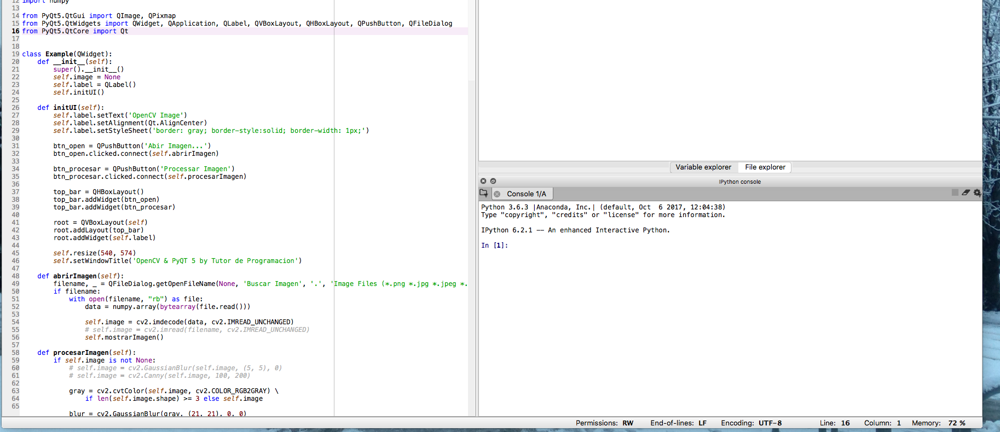 12 import numpy
13
14 from PyQt5.QtGui import QImage, QPixmap
15 from PyQt5.QtWidgets import QWidget, QApplication, QLabel, QVBoxLayout, QHBoxLayout, QPushButton, QFileDialog
16 from PyQt5.QtCore import Qt
17
18
19 class Example(QWidget):
20     def __init__(self):
21         super().__init__()
22         self.image = None
23         self.label = QLabel()
24         self.initUI()
25
26     def initUI(self):
27         self.label.setText('OpenCV Image')
28         self.label.setAlignment(Qt.AlignCenter)
29         self.label.setStyleSheet('border: gray; border-style:solid; border-width: 1px;')
30
31         btn_open = QPushButton('Abir Imagen...')
32         btn_open.clicked.connect(self.abrirImagen)
33
34         btn_procesar = QPushButton('Processar Imagen')
35         btn_procesar.clicked.connect(self.procesarImagen)
36
37         top_bar = QHBoxLayout()
38         top_bar.addWidget(btn_open)
39         top_bar.addWidget(btn_procesar)
40
41         root = QVBoxLayout(self)
42         root.addLayout(top_bar)
43         root.addWidget(self.label)
44
45         self.resize(540, 574)
46         self.setWindowTitle('OpenCV & PyQT 5 by Tutor de Programacion')
47
48     def abrirImagen(self):
49         filename, _ = QFileDialog.getOpenFileName(None, 'Buscar Imagen', '.', 'Image Files (*.png *.jpg *.jpeg *.
50         if filename:
51             with open(filename, "rb") as file:
52                 data = numpy.array(bytearray(file.read()))
53
54                 self.image = cv2.imdecode(data, cv2.IMREAD_UNCHANGED)
55                 # self.image = cv2.imread(filename, cv2.IMREAD_UNCHANGED)
56                 self.mostrarImagen()
57
58     def procesarImagen(self):
59         if self.image is not None:
60             # self.image = cv2.GaussianBlur(self.image, (5, 5), 0)
61             # self.image = cv2.Canny(self.image, 100, 200)
62
63             gray = cv2.cvtColor(self.image, cv2.COLOR_RGB2GRAY) \
64                 if len(self.image.shape) >= 3 else self.image
65
blur = cv2.GaussianBlur(gray, (21, 21), 0, 0)
Variable explorer File explorer
IPython console
Console 1/A
Python 3.6.3 |Anaconda, Inc.| (default, Oct  6 2017, 12:04:38)
Type "copyright", "credits" or "license" for more information.
IPython 6.2.1 -- An enhanced Interactive Python.
In [1]:
Permissions: RW End-of-lines: LF Encoding: UTF-8 Line: 16 Column: 1 Memory: 72 %